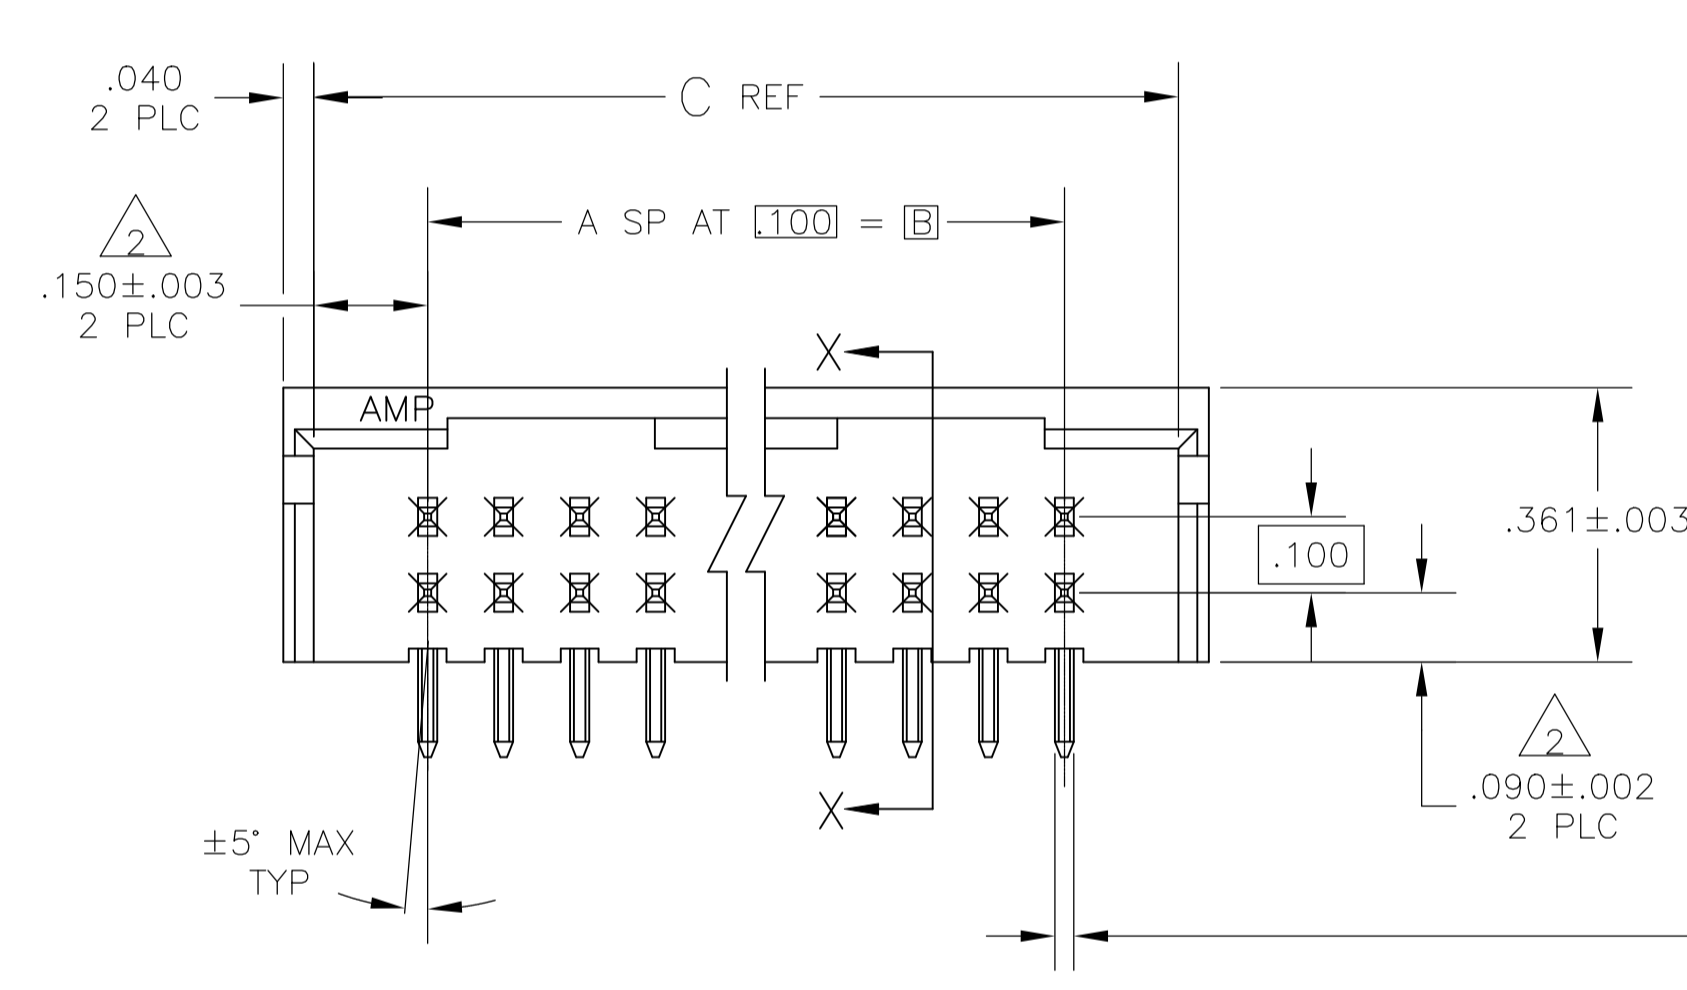 .040
2 PLC
C REF
2
.150±.003
2 PLC
A SP AT .100 = B
X
AMP
.100
.361±.003
2
.090±.002
2 PLC
X
±5° MAX
TYP